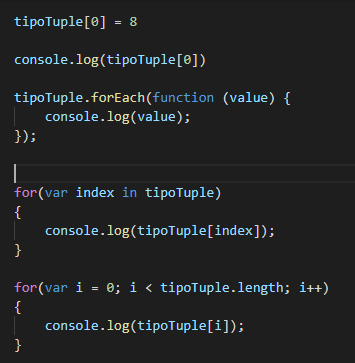 tipoTuple[0] = 8
console.log(tipoTuple[0])
tipoTuple.forEach(function (value) {
    console.log(value);
});
for(var index in tipoTuple)
{
    console.log(tipoTuple[index]);
}
for(var i = 0; i < tipoTuple.length; i++)
{
    console.log(tipoTuple[i]);
}